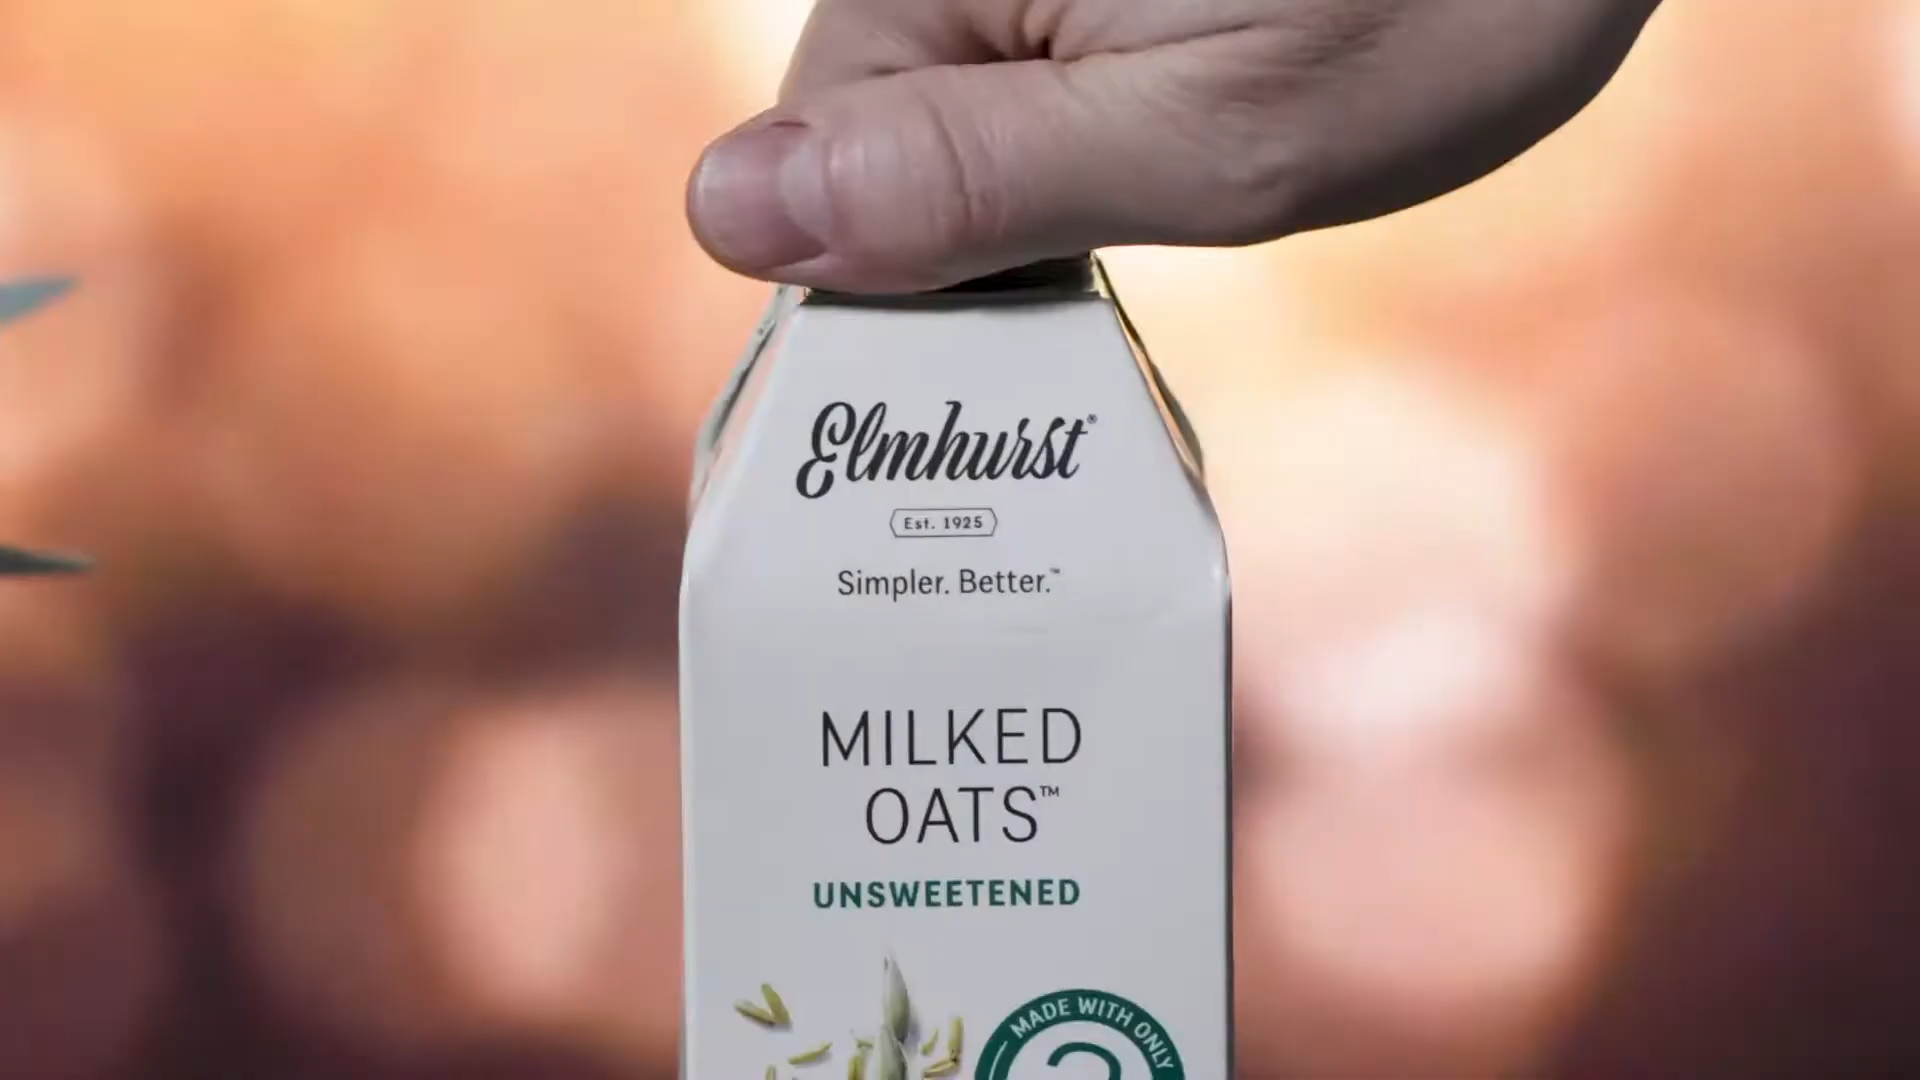 Elmhurst®
Est. 1925
Simpler. Better.™
MILKED
OATS™
UNSWEETENED
MADE WITH ONLY